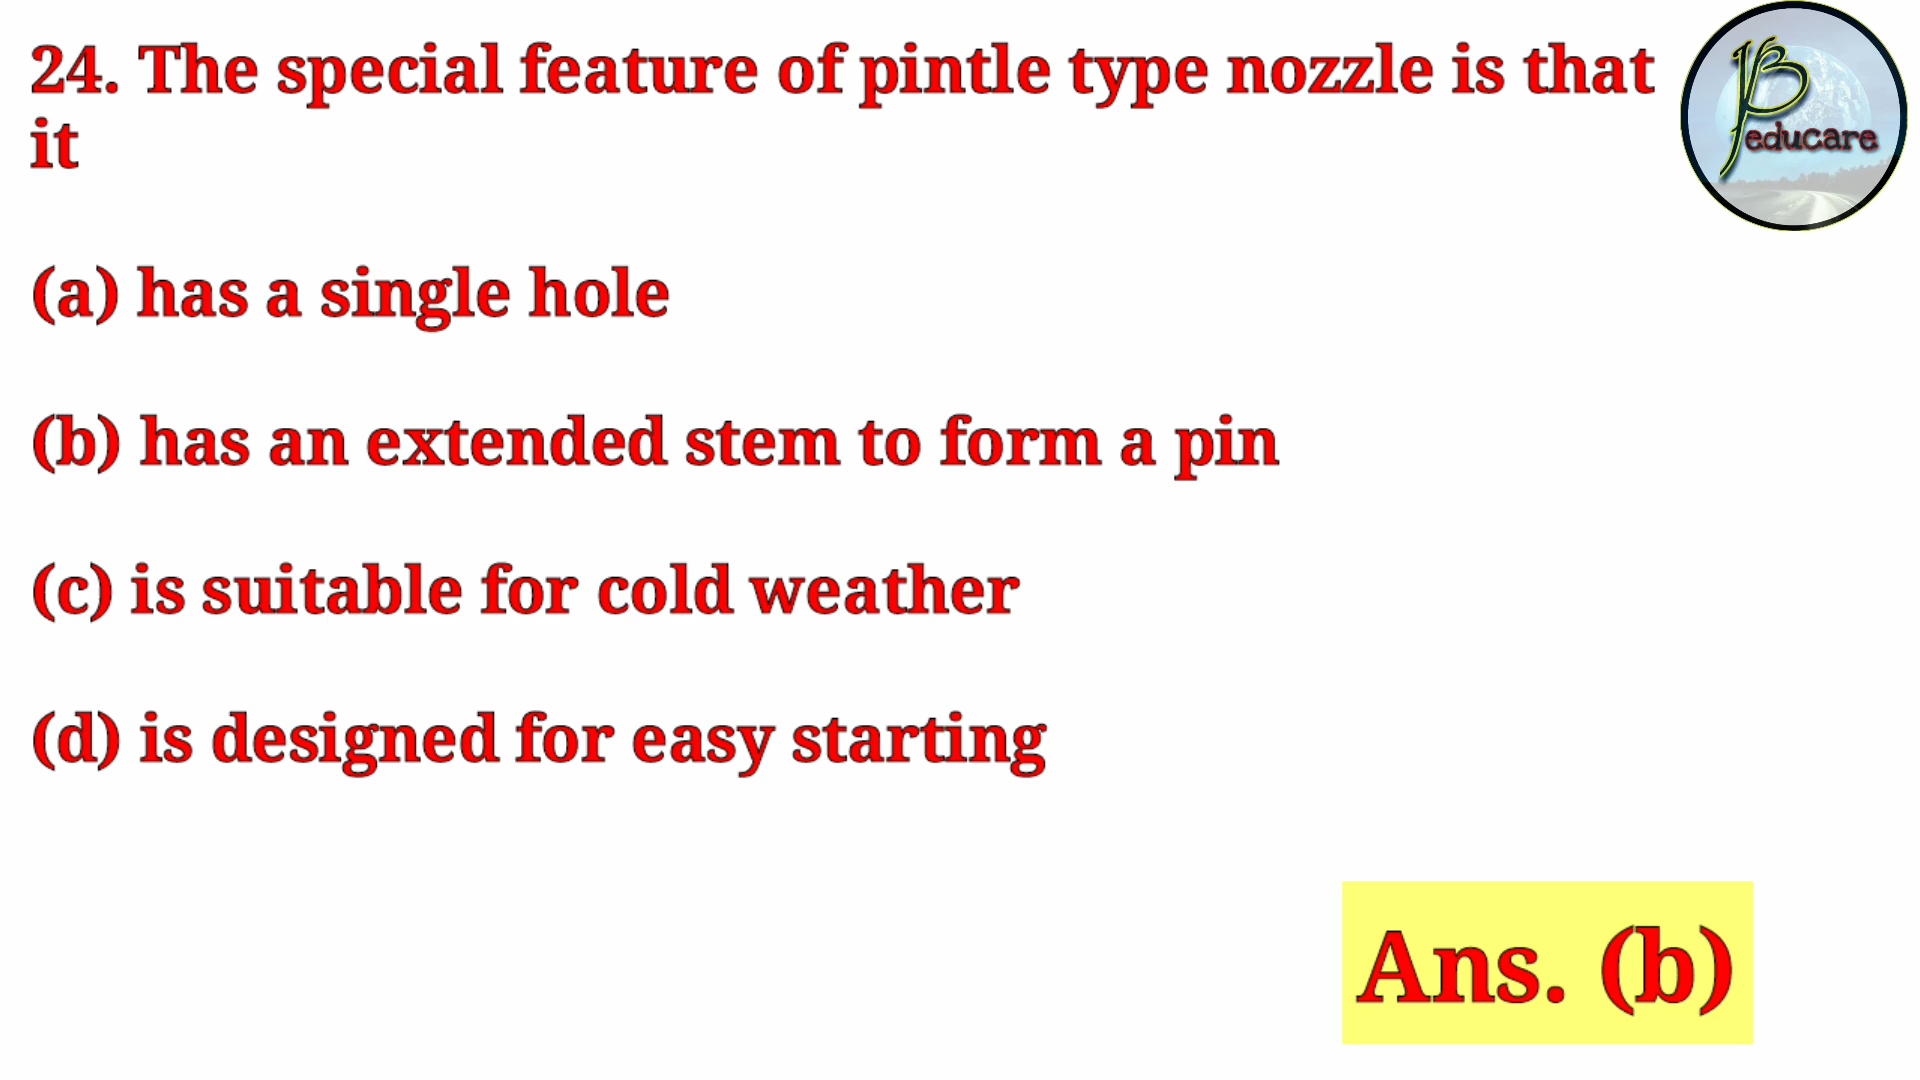 24. The special feature of pintle type nozzle is that
it
(a) has a single hole
(b) has an extended stem to form a pin
(c) is suitable for cold weather
(d) is designed for easy starting
Ans. (b)
educare